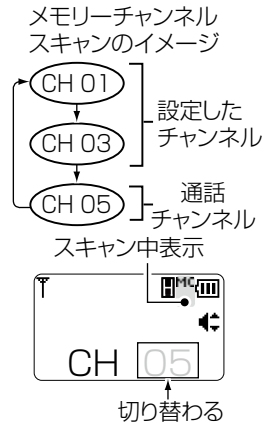 メモリーチャンネル
スキャンのイメージ
CH 01
CH 03
設定した
チャンネル
CH 05
通話
チャンネル
スキャン中表示
H MC
CH 05
切り替わる